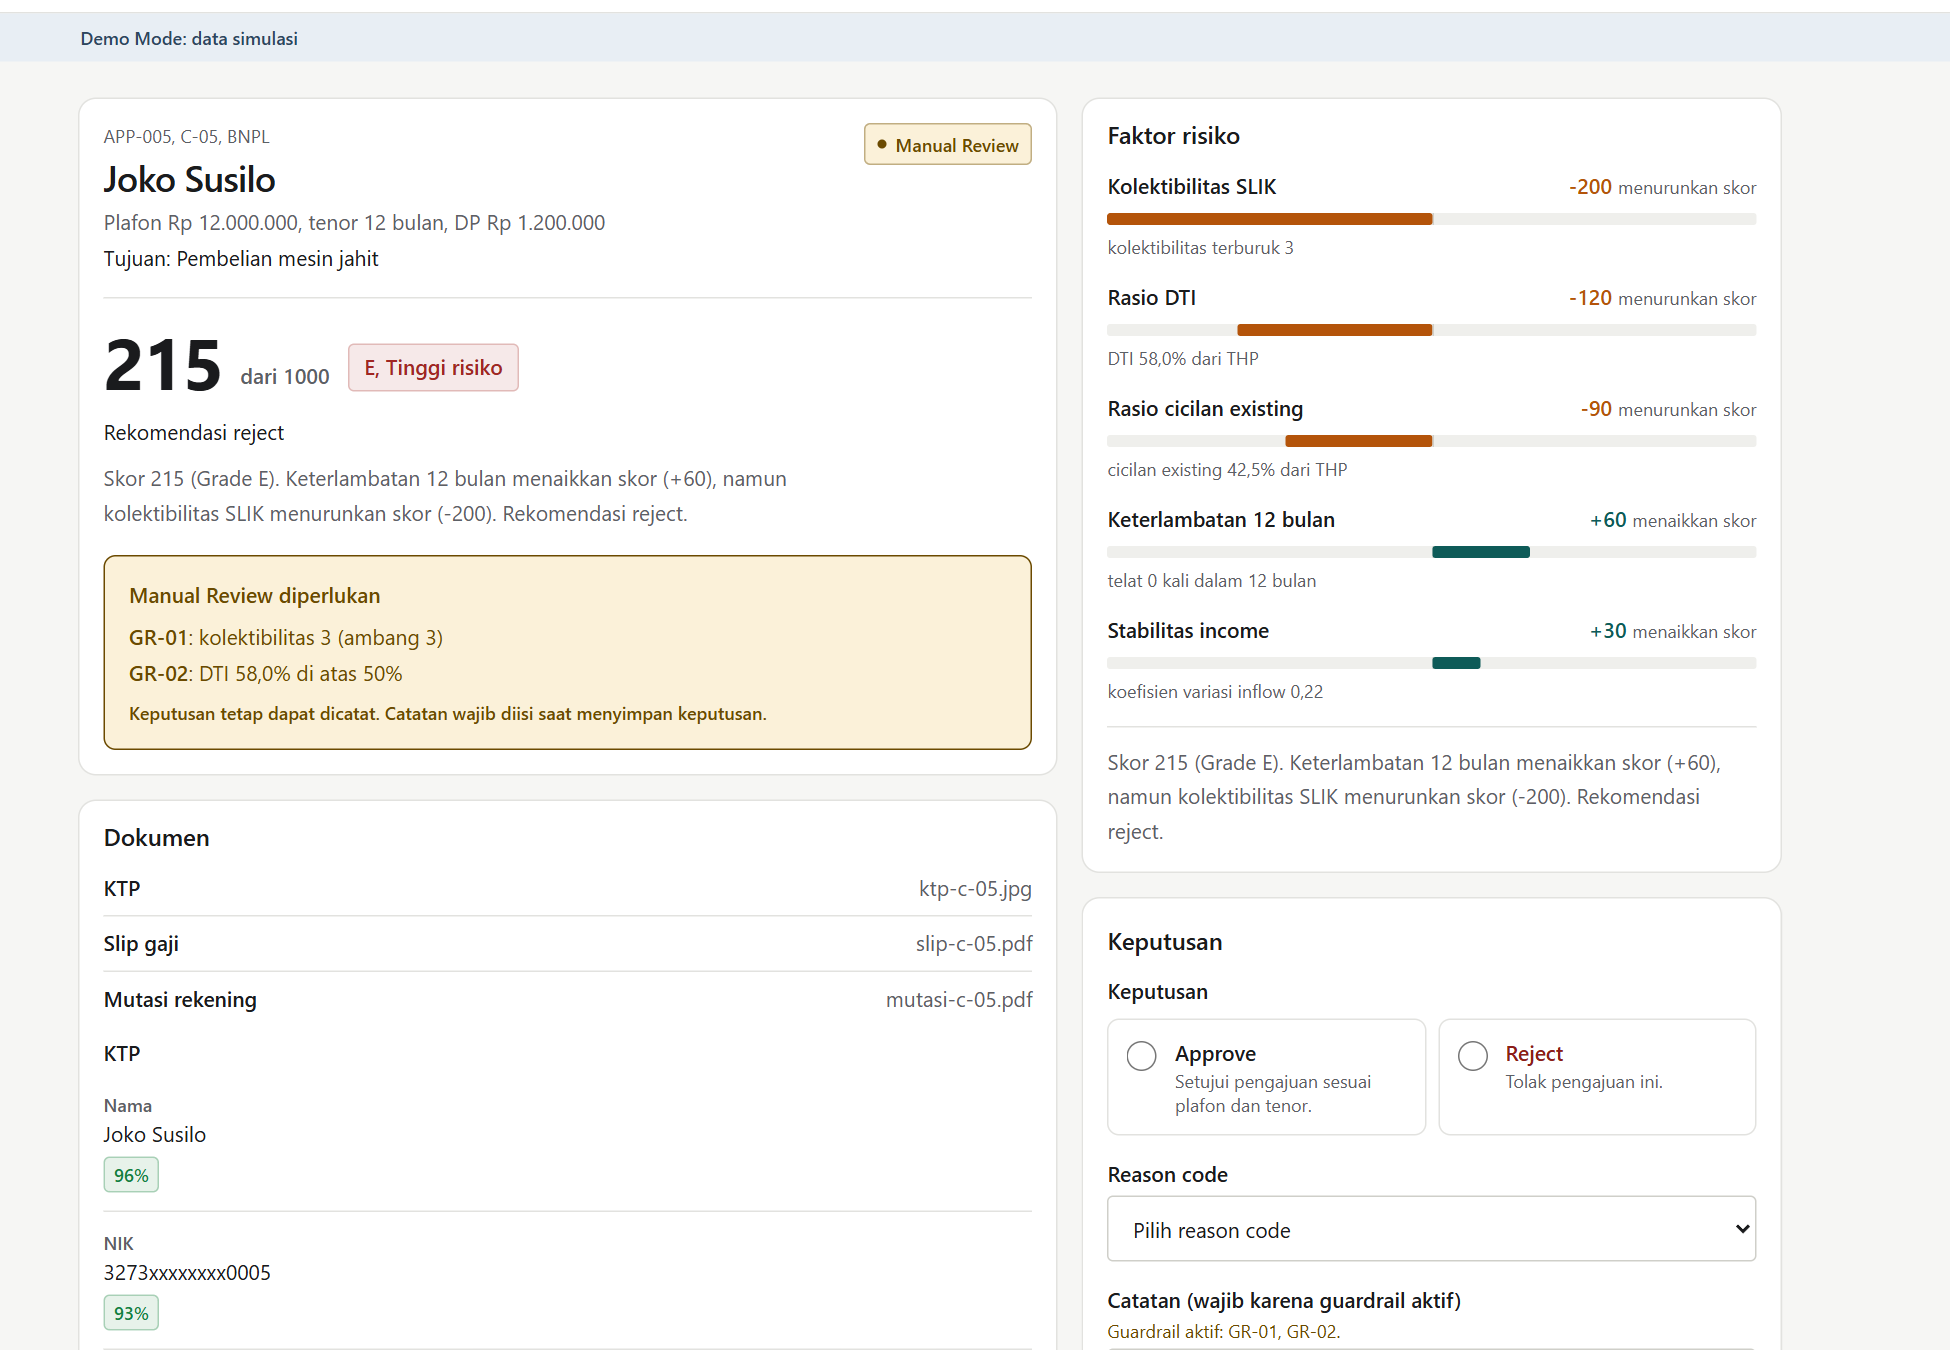 Demo Mode: data simulasi
APP-005, C-05, BNPL
Manual Review
Joko Susilo
Plafon Rp 12.000.000, tenor 12 bulan, DP Rp 1.200.000
Tujuan: Pembelian mesin jahit
215 dari 1000
E, Tinggi risiko
Rekomendasi reject
Skor 215 (Grade E). Keterlambatan 12 bulan menaikkan skor (+60), namun
kolektibilitas SLIK menurunkan skor (-200). Rekomendasi reject.
Manual Review diperlukan
GR-01: kolektibilitas 3 (ambang 3)
GR-02: DTI 58,0% di atas 50%
Keputusan tetap dapat dicatat. Catatan wajib diisi saat menyimpan keputusan.
Dokumen
KTP ktp-c-05.jpg
Slip gaji slip-c-05.pdf
Mutasi rekening mutasi-c-05.pdf
KTP
Nama
Joko Susilo
96%
NIK
3273xxxxxxxx0005
93%
Faktor risiko
Kolektibilitas SLIK -200 menurunkan skor
kolektibilitas terburuk 3
Rasio DTI -120 menurunkan skor
DTI 58,0% dari THP
Rasio cicilan existing -90 menurunkan skor
cicilan existing 42,5% dari THP
Keterlambatan 12 bulan +60 menaikkan skor
telat 0 kali dalam 12 bulan
Stabilitas income +30 menaikkan skor
koefisien variasi inflow 0,22
Skor 215 (Grade E). Keterlambatan 12 bulan menaikkan skor (+60),
namun kolektibilitas SLIK menurunkan skor (-200). Rekomendasi
reject.
Keputusan
Keputusan
Approve
Setujui pengajuan sesuai
plafon dan tenor.
Reject
Tolak pengajuan ini.
Reason code
Pilih reason code
Catatan (wajib karena guardrail aktif)
Guardrail aktif: GR-01, GR-02.